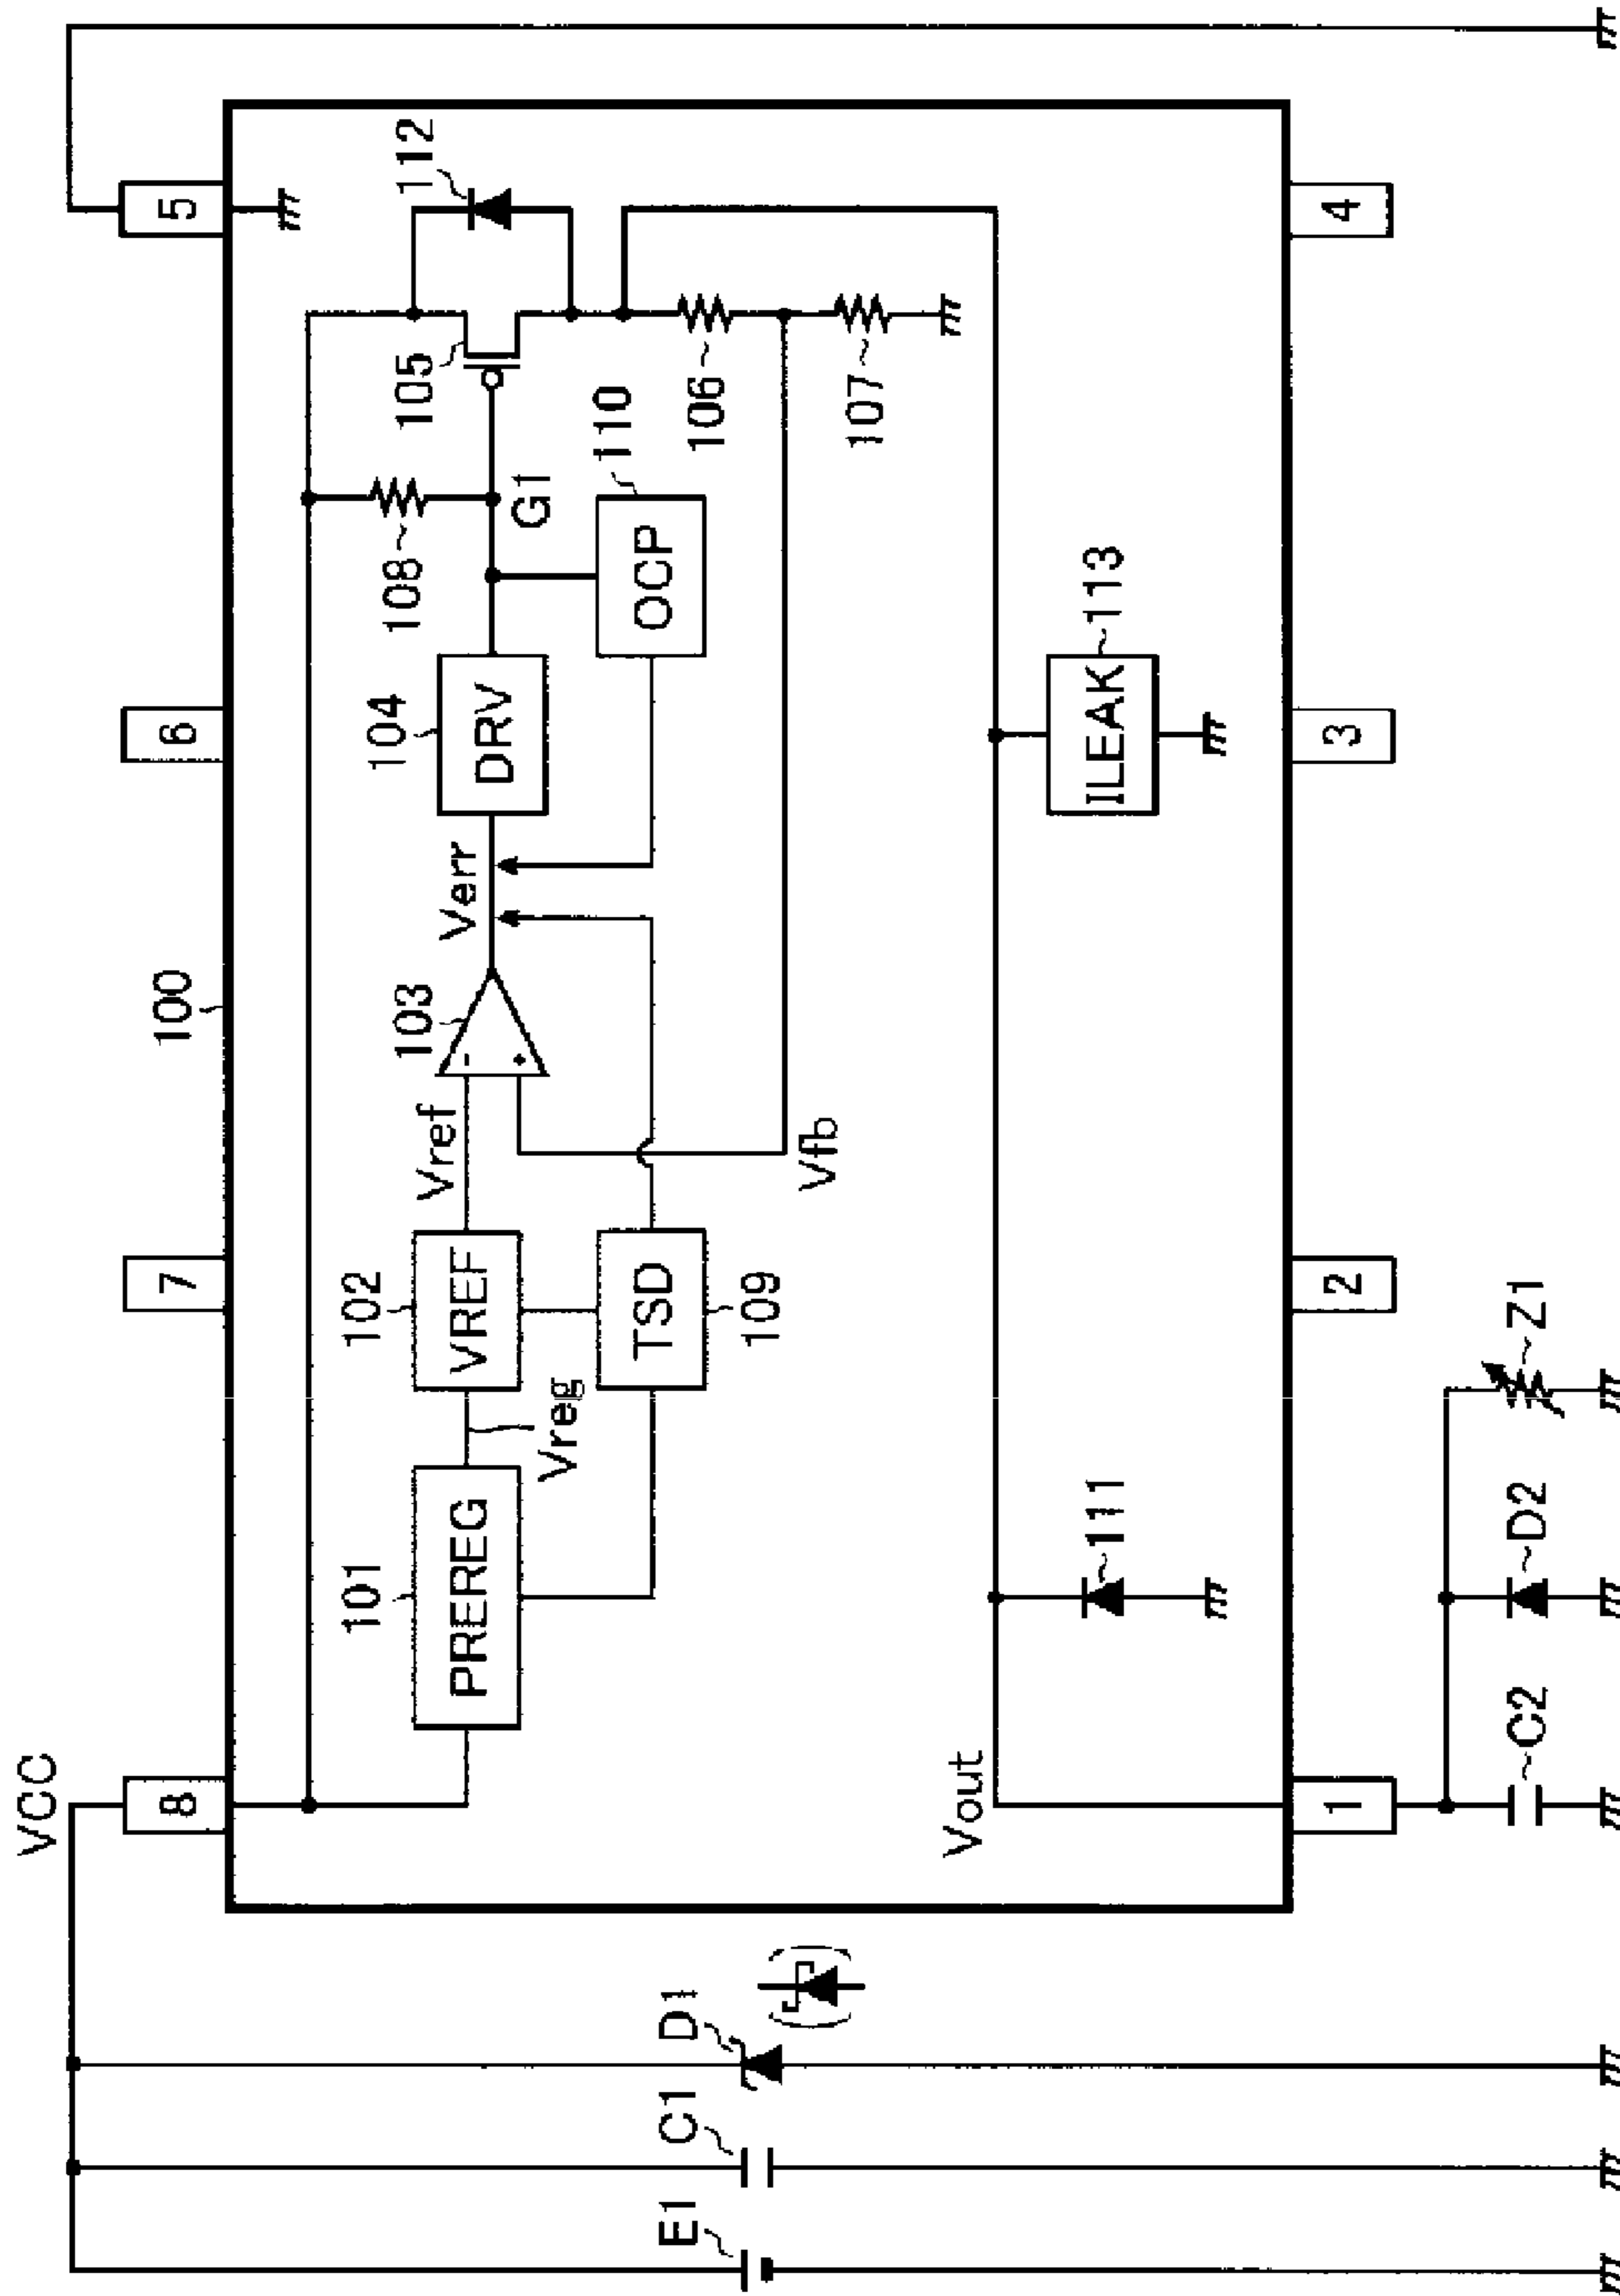 VCC
8
7
100
6
5
101
PREREG
Vreg
102
VREF
Vref
103
-
+
Verr
104
DRV
108
G1
105
112
TSD
109
OCP
110
106
107
Vfb
Vout
111
ILEAK
113
1
2
3
4
E1
C1
D1
C2
D2
Z1